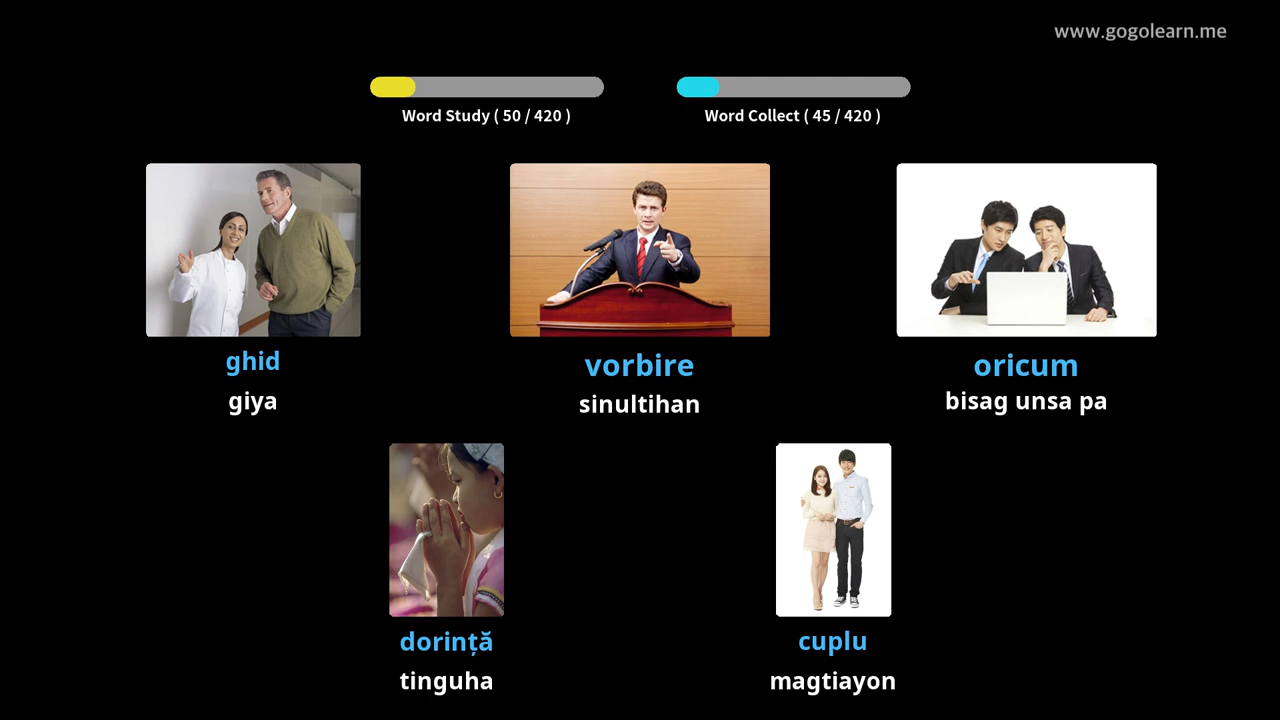 www.gogolearn.me
Word Study ( 50 / 420 )
Word Collect ( 45 / 420 )
ghid
giya
vorbire
sinultihan
oricum
bisag unsa pa
dorință
tinguha
cuplu
magtiayon